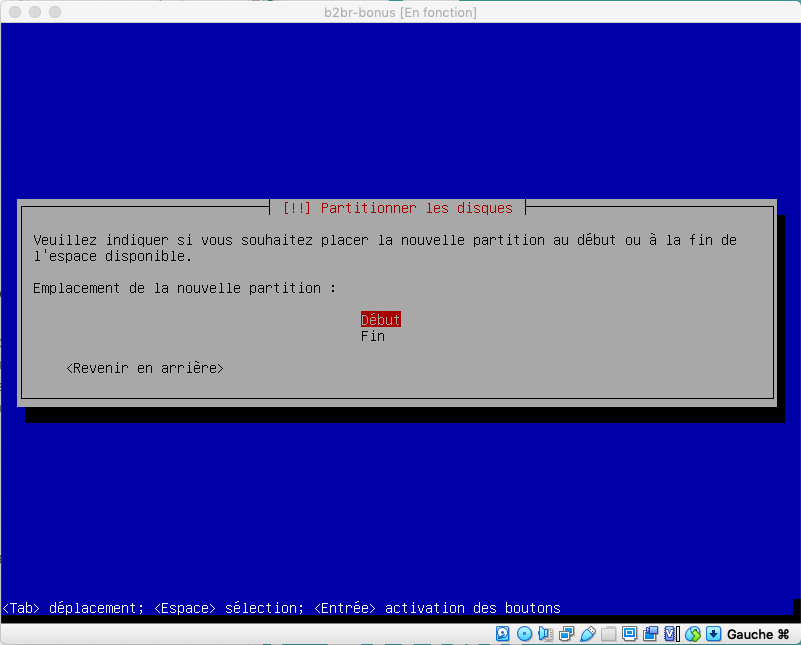 b2br-bonus [En fonction]
[!!] Partitionner les disques
Veuillez indiquer si vous souhaitez placer la nouvelle partition au début ou à la fin de
l'espace disponible.
Emplacement de la nouvelle partition :
Début
Fin
<Revenir en arrière>
<Tab> déplacement; <Espace> sélection; <Entrée> activation des boutons
Gauche ⌘